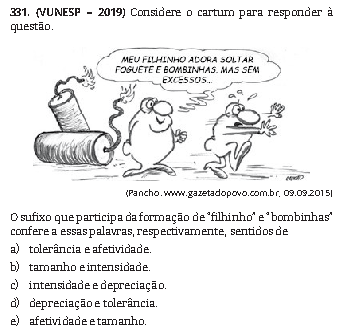 331. (VUNESP – 2019) Considere o cartum para responder à
questão.
MEU FILHINHO ADORA SOLTAR
FOGUETE E BOMBINHAS. MAS SEM
EXCESSOS...
(Pancho. www.gazetadopovo.com.br, 09.09.2015)
O sufixo que participa da formação de "filhinho" e "bombinhas"
confere a essas palavras, respectivamente, sentidos de
a) tolerância e afetividade.
b) tamanho e intensidade.
c) intensidade e depreciação.
d) depreciação e tolerância.
e) afetividade e tamanho.